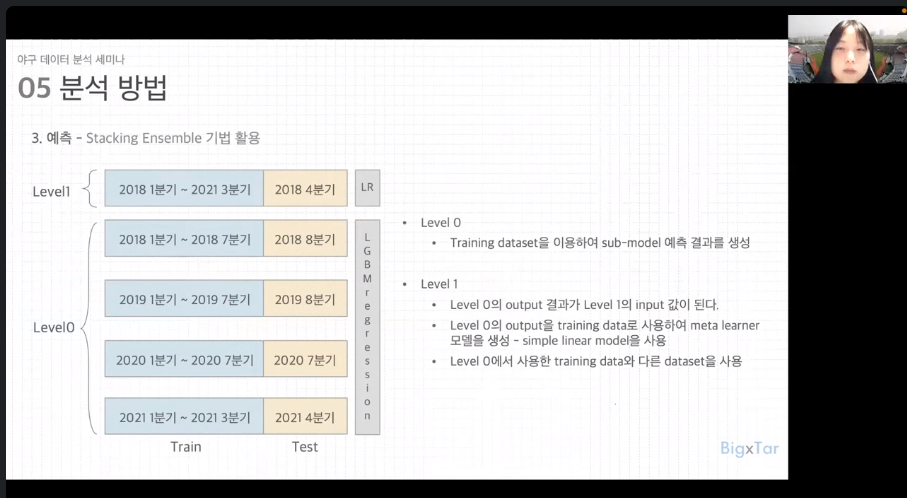 야구 데이터 분석 세미나
05 분석 방법
3. 예측 - Stacking Ensemble 기법 활용
Level1
2018 1분기 ~ 2021 3분기
2018 4분기
LR
Level0
2018 1분기 ~ 2018 7분기
2018 8분기
2019 1분기 ~ 2019 7분기
2019 8분기
2020 1분기 ~ 2020 7분기
2020 7분기
2021 1분기 ~ 2021 3분기
2021 4분기
LGBMregression
Train
Test
• Level 0
• Training dataset을 이용하여 sub-model 예측 결과를 생성
• Level 1
• Level 0의 output 결과가 Level 1의 input 값이 된다.
• Level 0의 output을 training data로 사용하여 meta learner
모델을 생성 - simple linear model을 사용
• Level 0에서 사용한 training data와 다른 dataset을 사용
BigxTar